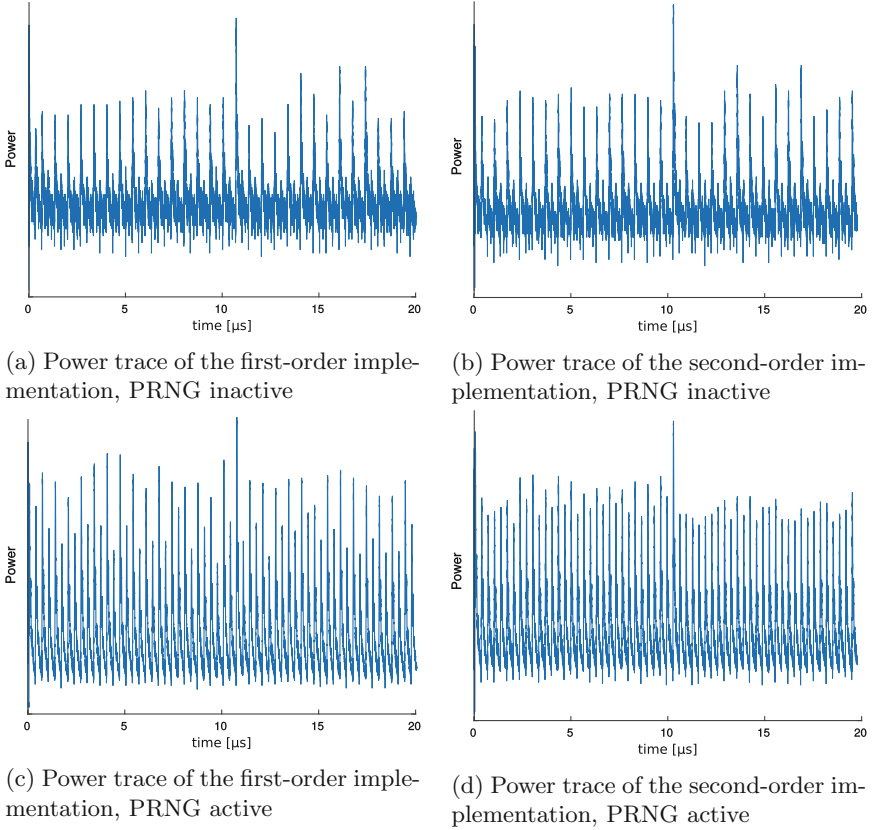 Power
Power
0 5 10 15 20
0 5 10 15 20
time [µs]
time [µs]
(a) Power trace of the first-order imple-
mentation, PRNG inactive
(b) Power trace of the second-order im-
plementation, PRNG inactive
Power
Power
0 5 10 15 20
0 5 10 15 20
time [µs]
time [µs]
(c) Power trace of the first-order imple-
mentation, PRNG active
(d) Power trace of the second-order im-
plementation, PRNG active